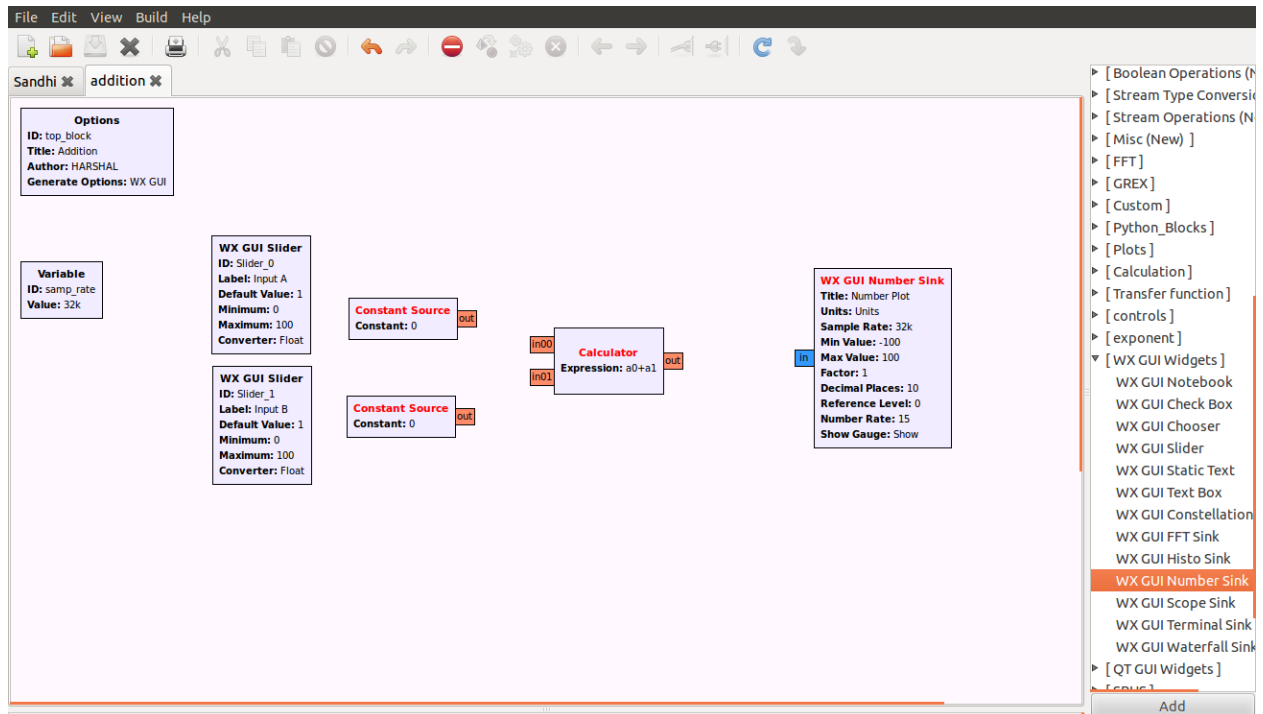 File Edit View Build Help
Sandhi addition
Options
ID: top_block
Title: Addition
Author: HARSHAL
Generate Options: WX GUI
Variable
ID: samp_rate
Value: 32k
WX GUI Slider
ID: Slider_0
Label: Input A
Default Value: 1
Minimum: 0
Maximum: 100
Converter: Float
WX GUI Slider
ID: Slider_1
Label: Input B
Default Value: 1
Minimum: 0
Maximum: 100
Converter: Float
Constant Source
Constant: 0
out
Constant Source
Constant: 0
out
in00
in01
Calculator
Expression: a0+a1
out
in
WX GUI Number Sink
Title: Number Plot
Units: Units
Sample Rate: 32k
Min Value: -100
Max Value: 100
Factor: 1
Decimal Places: 10
Reference Level: 0
Number Rate: 15
Show Gauge: Show
[ Boolean Operations (N
[ Stream Type Conversio
[ Stream Operations (N
[ Misc (New) ]
[ FFT ]
[ GREX ]
[ Custom ]
[ Python_Blocks ]
[ Plots ]
[ Calculation ]
[ Transfer function ]
[ controls ]
[ exponent ]
[ WX GUI Widgets ]
WX GUI Notebook
WX GUI Check Box
WX GUI Chooser
WX GUI Slider
WX GUI Static Text
WX GUI Text Box
WX GUI Constellation
WX GUI FFT Sink
WX GUI Histo Sink
WX GUI Number Sink
WX GUI Scope Sink
WX GUI Terminal Sink
WX GUI Waterfall Sink
[ QT GUI Widgets ]
Add